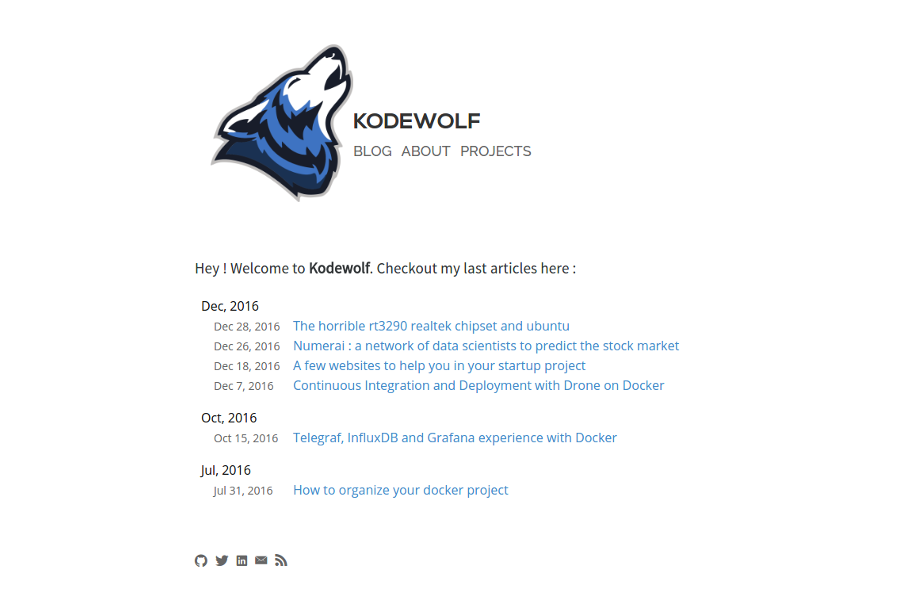 KODEWOLF
BLOG ABOUT PROJECTS
Hey ! Welcome to Kodewolf. Checkout my last articles here :
Dec, 2016
Dec 28, 2016 The horrible rt3290 realtek chipset and ubuntu
Dec 26, 2016 Numerai : a network of data scientists to predict the stock market
Dec 18, 2016 A few websites to help you in your startup project
Dec 7, 2016 Continuous Integration and Deployment with Drone on Docker
Oct, 2016
Oct 15, 2016 Telegraf, InfluxDB and Grafana experience with Docker
Jul, 2016
Jul 31, 2016 How to organize your docker project